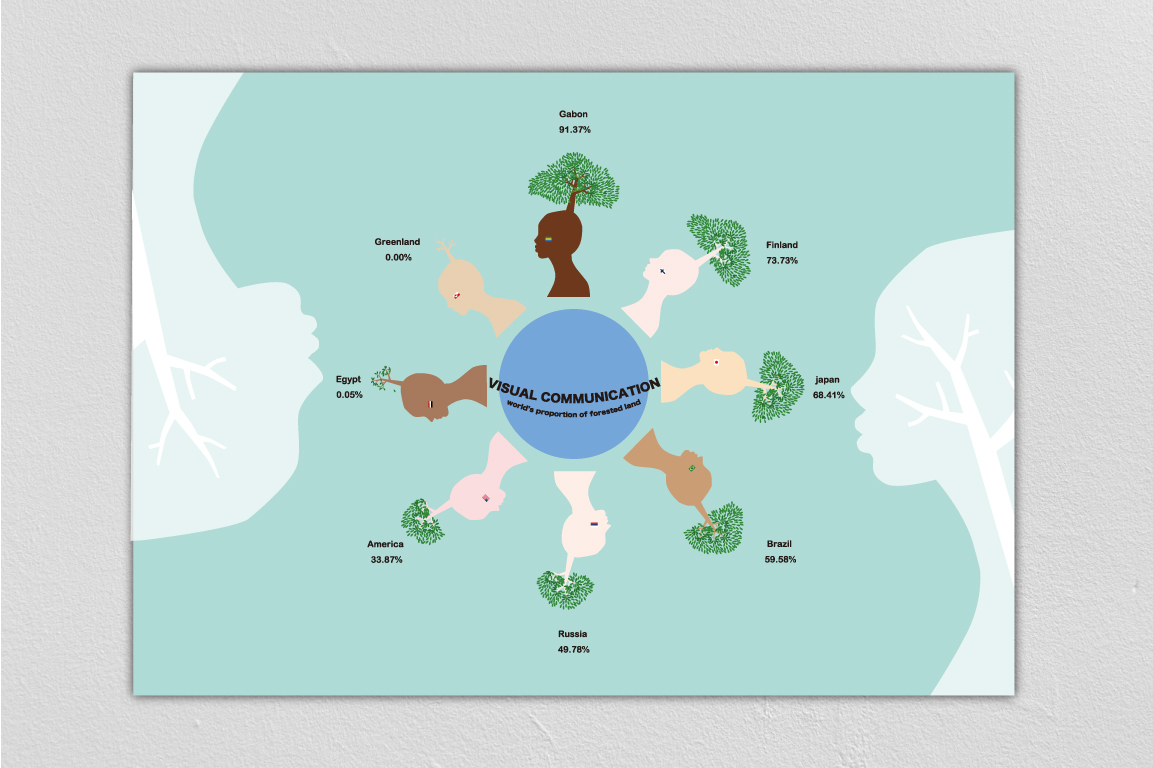 Gabon
91.37%
Greenland
0.00%
Finland
73.73%
Egypt
0.05%
VISUAL COMMUNICATION
world's proportion of forested land
japan
68.41%
America
33.87%
Brazil
59.58%
Russia
49.78%